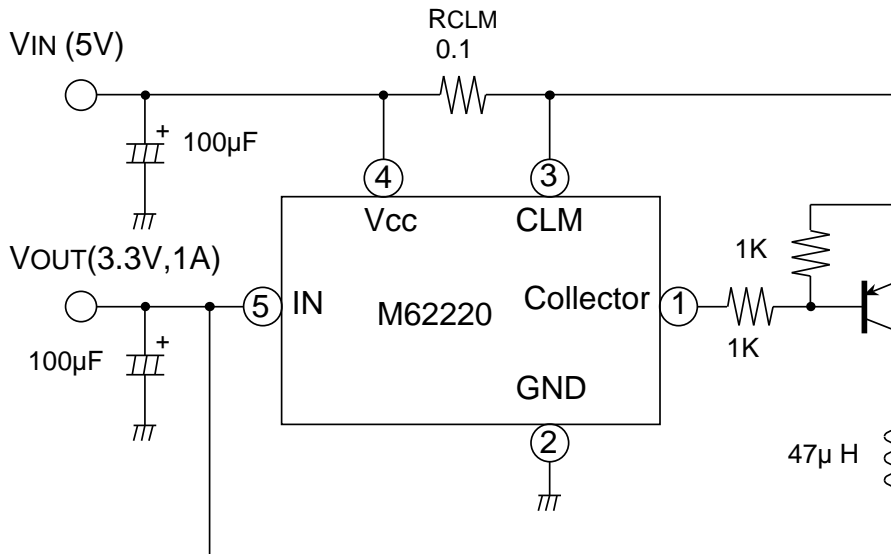 RCLM
0.1
VIN (5V)
+
100µF
4
3
Vcc
CLM
VOUT(3.3V,1A)
1K
5
IN
M62220
Collector
1
1K
+
100µF
GND
2
47µ H